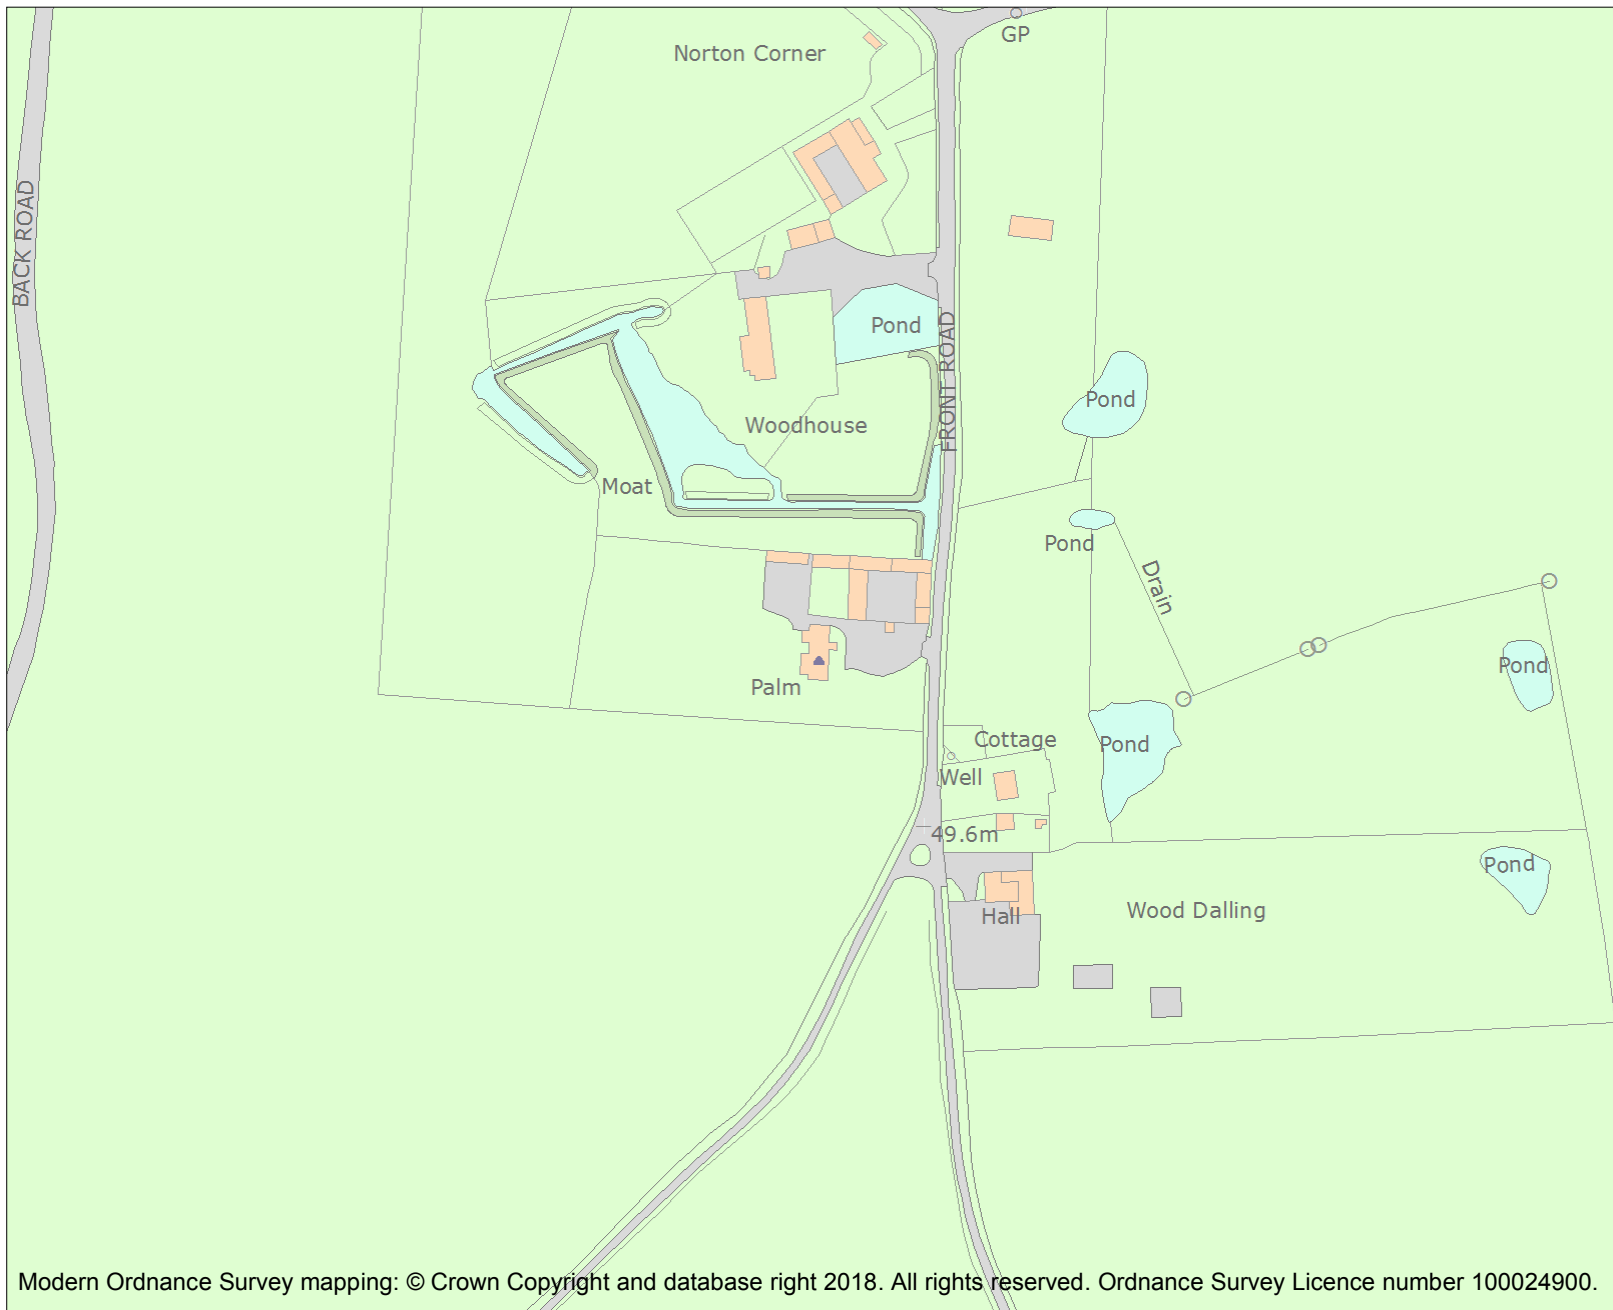 GP
Norton Corner
BACK ROAD
Pond
FRONT ROAD
Pond
Woodhouse
Moat
Pond
Drain
Pond
Palm
Cottage
Pond
Well
49.6m
Pond
Hall
Wood Dalling
Modern Ordnance Survey mapping: © Crown Copyright and database right 2018. All rights reserved. Ordnance Survey Licence number 100024900.